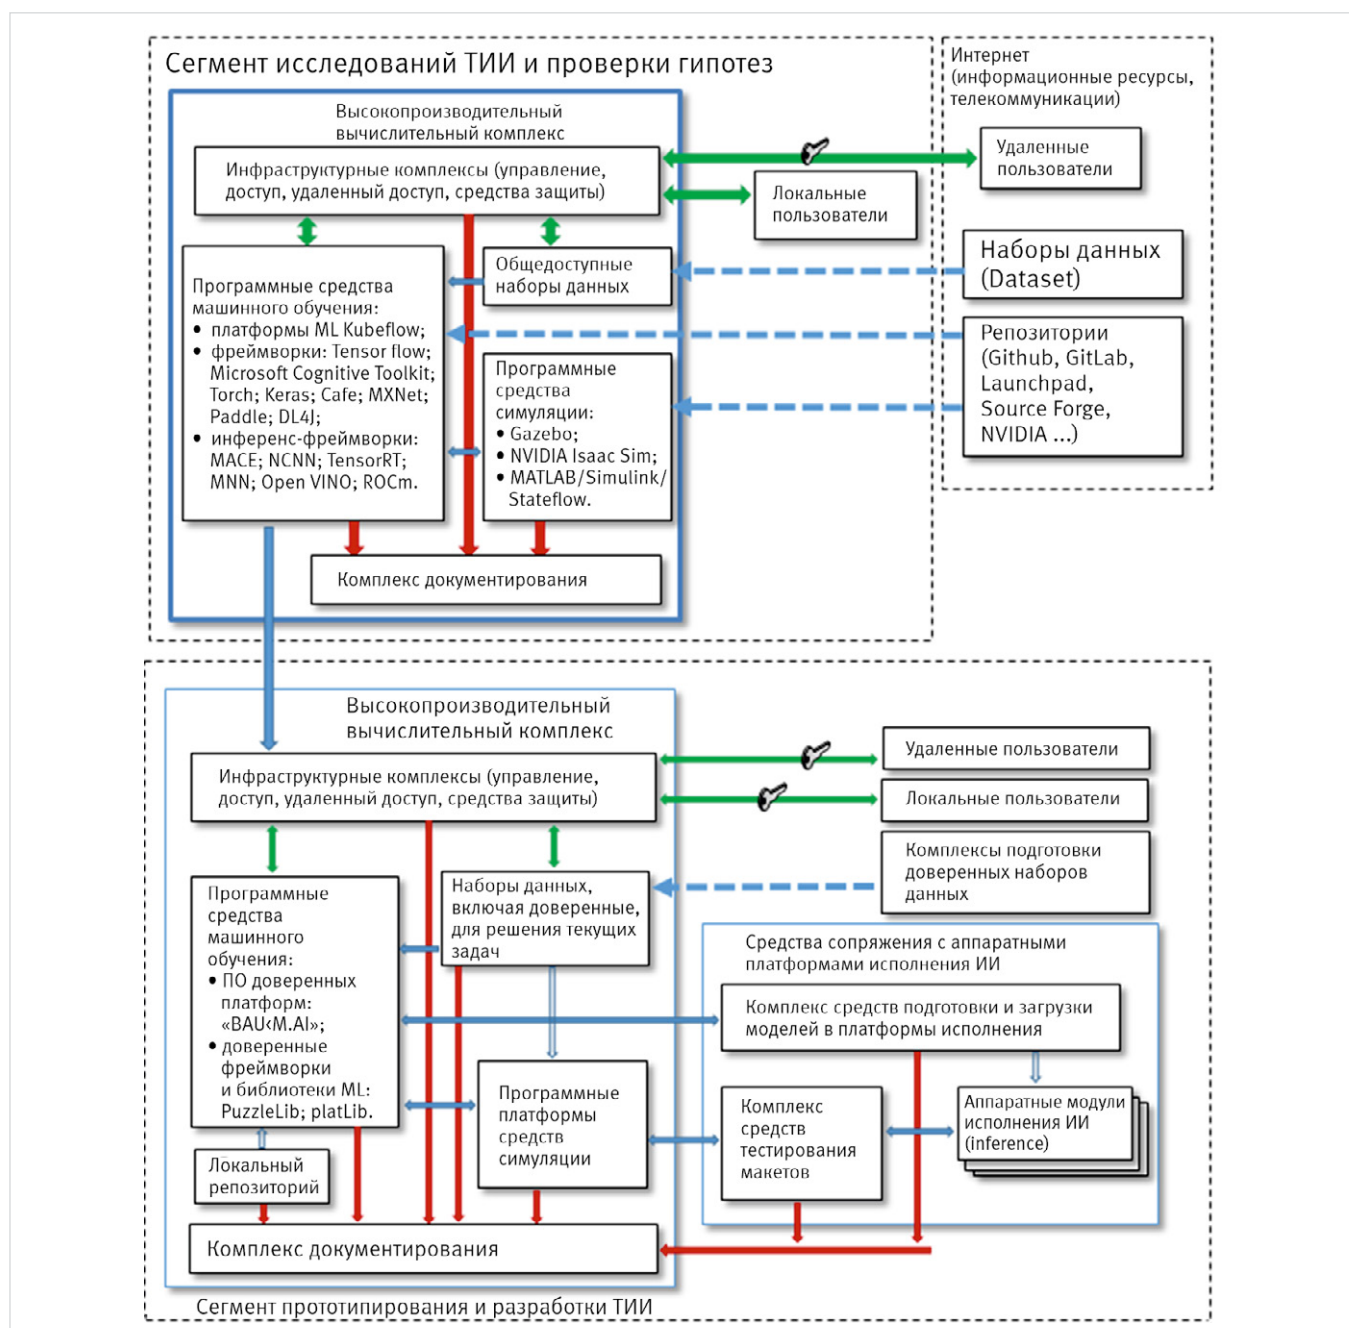 Сегмент исследований ТИИ и проверки гипотез
Интернет
(информационные ресурсы,
телекоммуникации)
Высокопроизводительный
вычислительный комплекс
Инфраструктурные комплексы (управление,
доступ, удаленный доступ, средства защиты)
Удаленные
пользователи
Локальные
пользователи
Общедоступные
наборы данных
Наборы данных
(Dataset)
Программные средства
машинного обучения:
• платформы ML Kubeflow;
• фреймворки: Tensor flow;
Microsoft Cognitive Toolkit;
Torch; Keras; Cafe; MXNet;
Paddle; DL4J;
• инференс-фреймворки:
MACE; NCNN; TensorRT;
MNN; Open VINO; ROCm.
Программные
средства
симуляции:
• Gazebo;
• NVIDIA Isaac Sim;
• MATLAB/Simulink/
Stateflow.
Репозитории
(Github, GitLab,
Launchpad,
Source Forge,
NVIDIA ...)
Комплекс документирования
Высокопроизводительный
вычислительный комплекс
Инфраструктурные комплексы (управление,
доступ, удаленный доступ, средства защиты)
Удаленные пользователи
Локальные пользователи
Комплексы подготовки
доверенных наборов
данных
Программные
средства
машинного
обучения:
• ПО доверенных
платформ:
«BAU‹M.AI»;
• доверенные
фреймворки
и библиотеки ML:
PuzzleLib; platLib.
Наборы данных,
включая доверенные,
для решения текущих
задач
Средства сопряжения с аппаратными
платформами исполнения ИИ
Комплекс средств подготовки и загрузки
моделей в платформы исполнения
Программные
платформы
средств
симуляции
Комплекс
средств
тестирования
макетов
Аппаратные модули
исполнения ИИ
(inference)
Локальный
репозиторий
Комплекс документирования
Сегмент прототипирования и разработки ТИИ